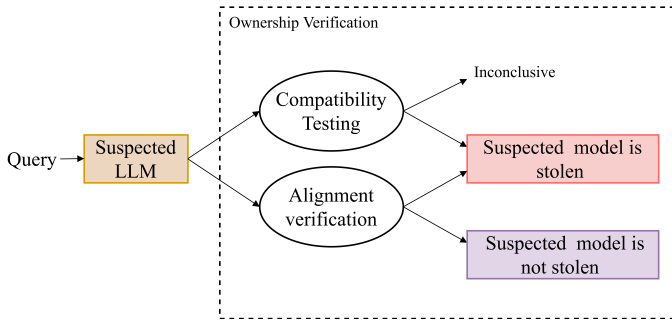 Ownership Verification
Inconclusive
Compatibility
Testing
Query
Suspected
LLM
Suspected model is
stolen
Alignment
verification
Suspected model is
not stolen